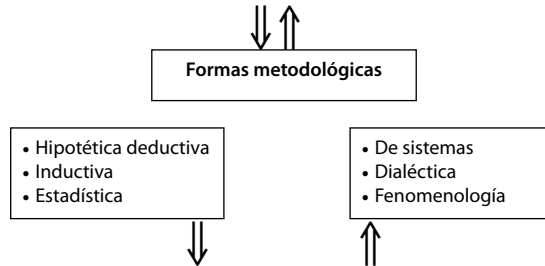 Formas metodológicas
• Hipotética deductiva
• Inductiva
• Estadística
• De sistemas
• Dialéctica
• Fenomenología